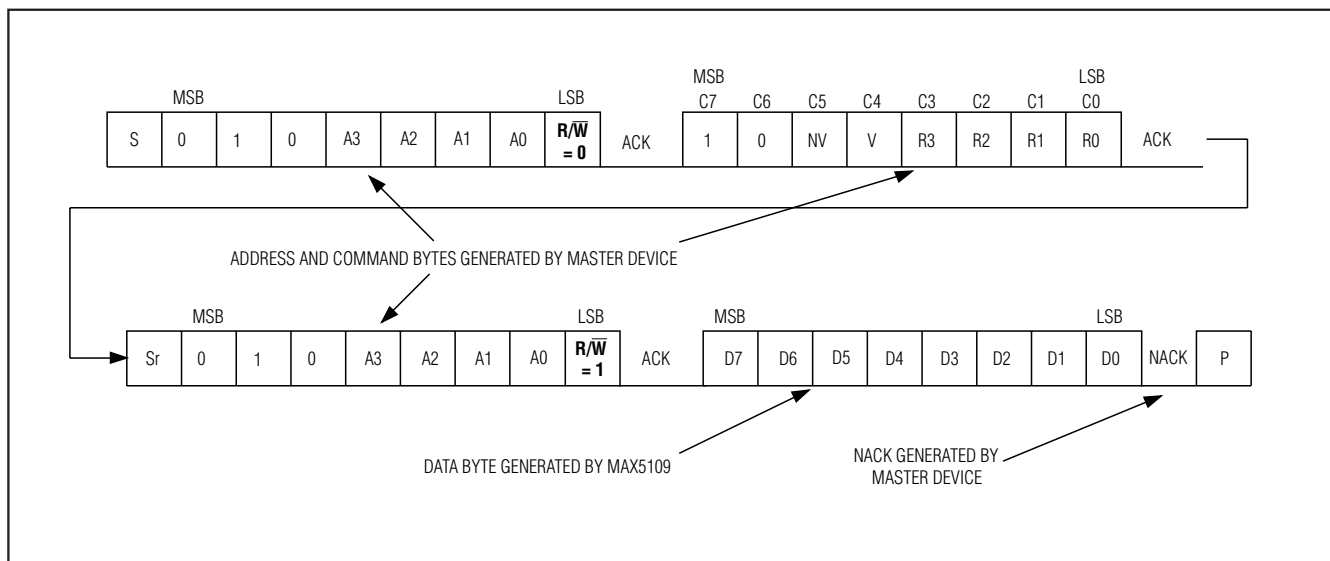 MSB LSB
C7 C6 C5 C4 C3 C2 C1 C0
MSB LSB
S 0 1 0 A3 A2 A1 A0 R/W̅ = 0 ACK 1 0 NV V R3 R2 R1 R0 ACK
ADDRESS AND COMMAND BYTES GENERATED BY MASTER DEVICE
MSB LSB MSB LSB
Sr 0 1 0 A3 A2 A1 A0 R/W̅ = 1 ACK D7 D6 D5 D4 D3 D2 D1 D0 NACK P
DATA BYTE GENERATED BY MAX5109
NACK GENERATED BY
MASTER DEVICE